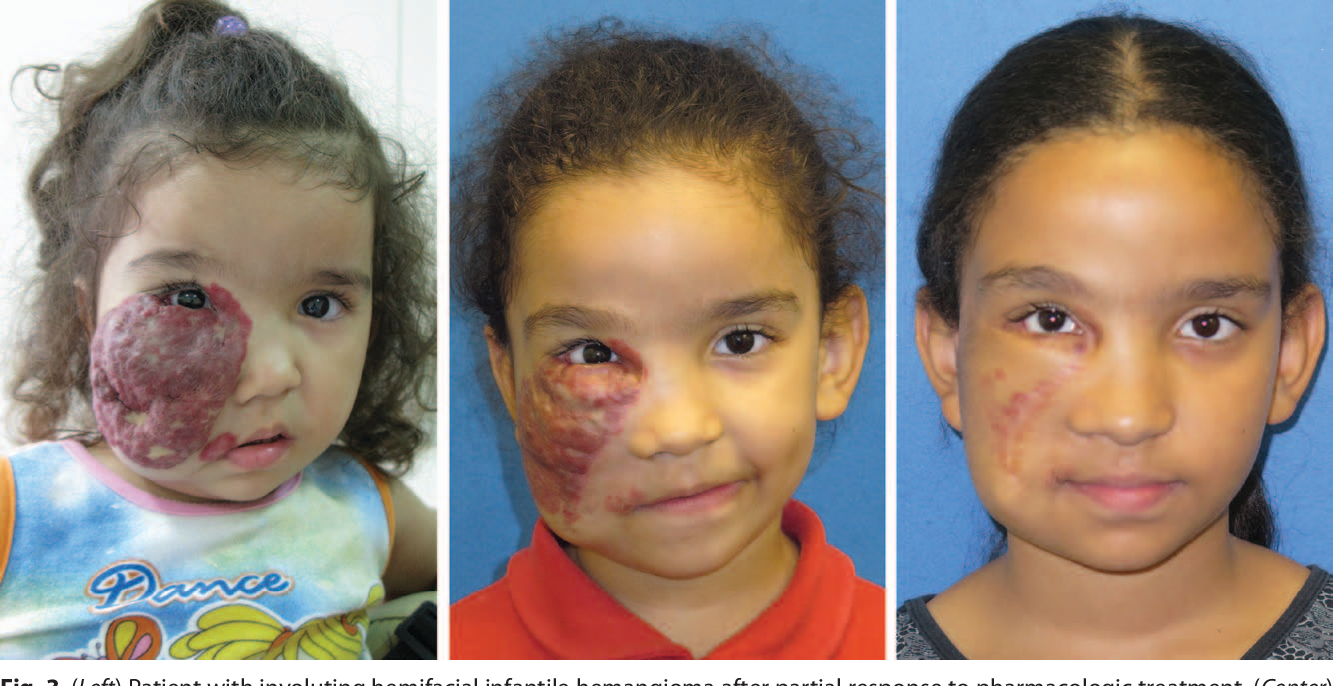 Dance
Fig. 3. (Left) Patient with involuting hemifacial infantile hemangioma after partial response to pharmacologic treatment. (Center)